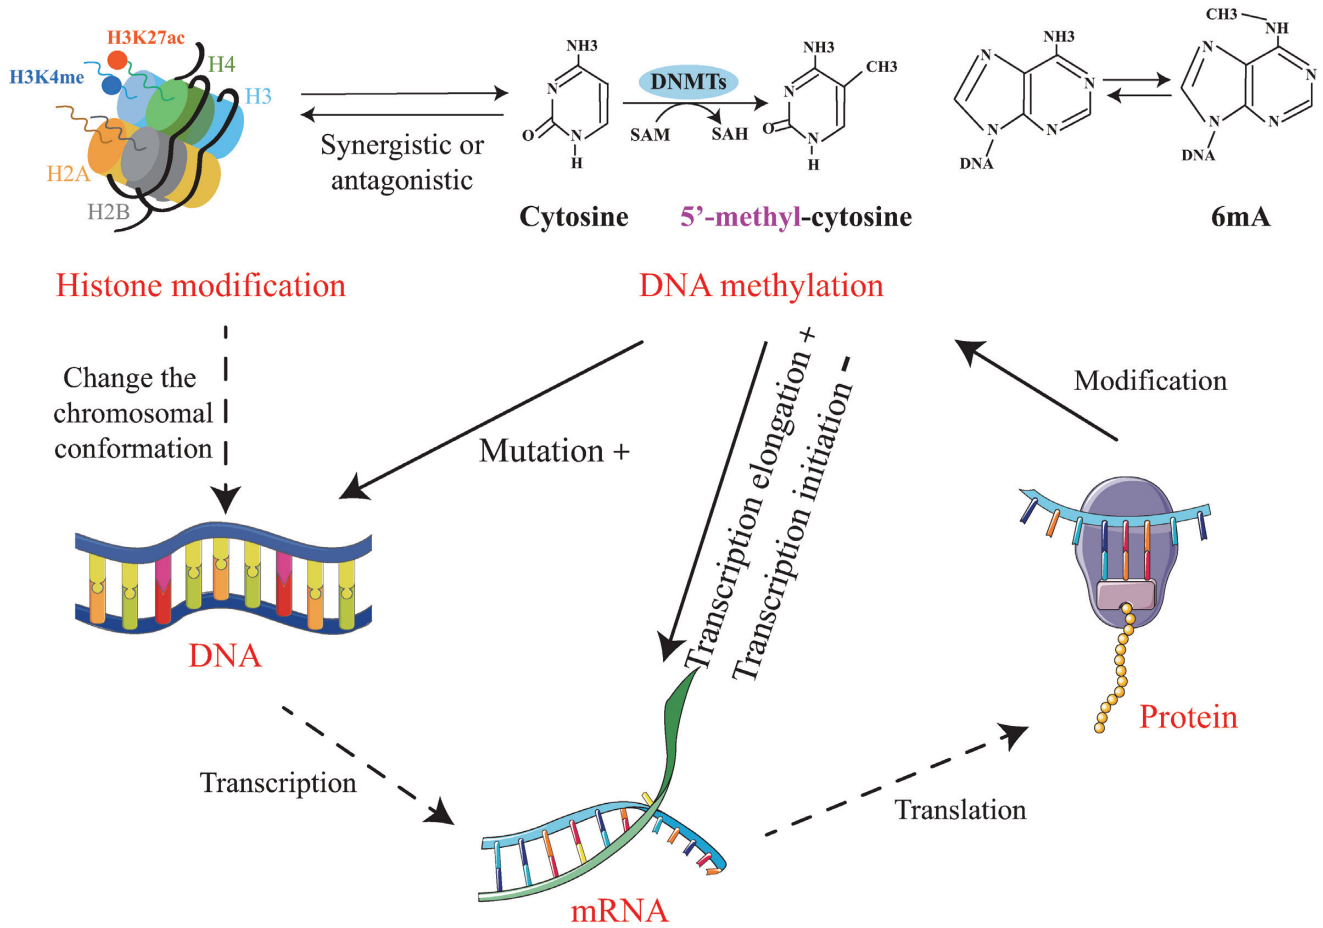 H3K27ac
H3K4me
H4
H3
H2A
H2B
Synergistic or
antagonistic
NH3
N
O
N
H
Cytosine
DNMTs
SAM
SAH
NH3
CH3
N
O
N
H
5’-methyl-cytosine
NH3
N
N
N
N
DNA
CH3
NH
N
N
N
N
DNA
6mA
Histone modification
DNA methylation
Change the
chromosomal
conformation
Mutation +
Transcription elongation +
Transcription initiation -
Modification
DNA
Protein
Transcription
Translation
mRNA